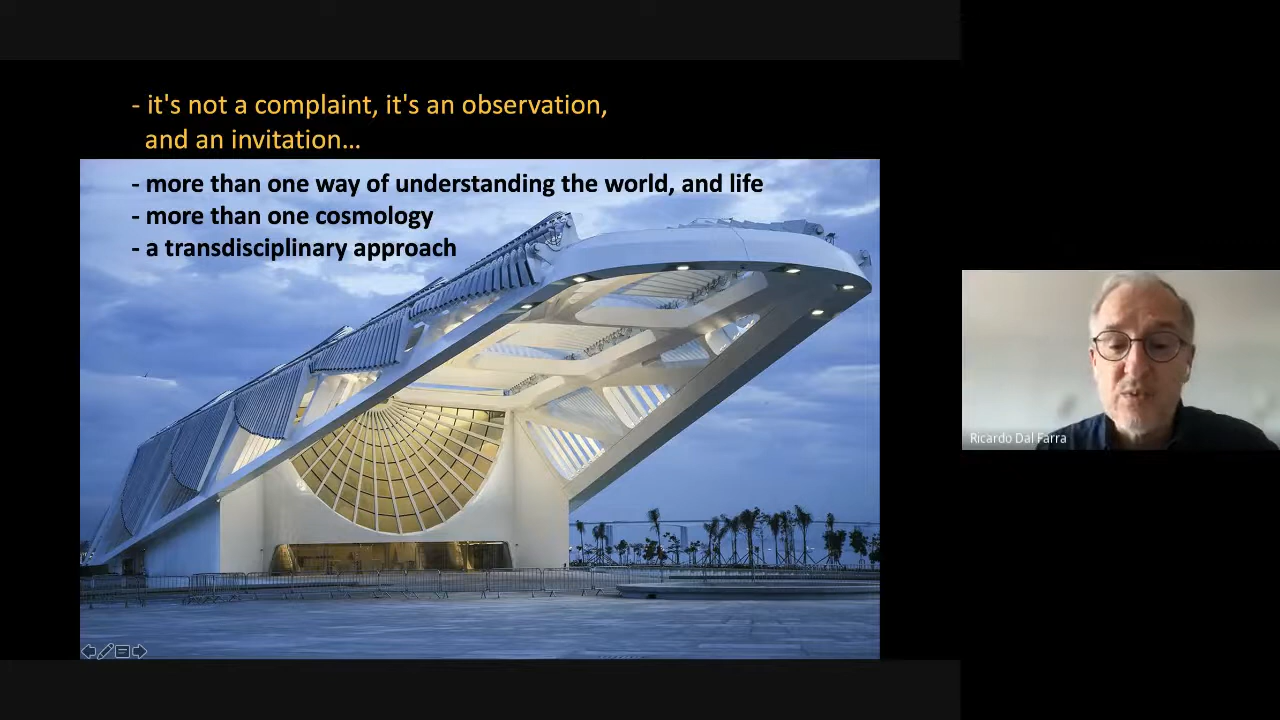 - it's not a complaint, it's an observation,
and an invitation...
- more than one way of understanding the world, and life
- more than one cosmology
- a transdisciplinary approach
Ricardo Dal Farra